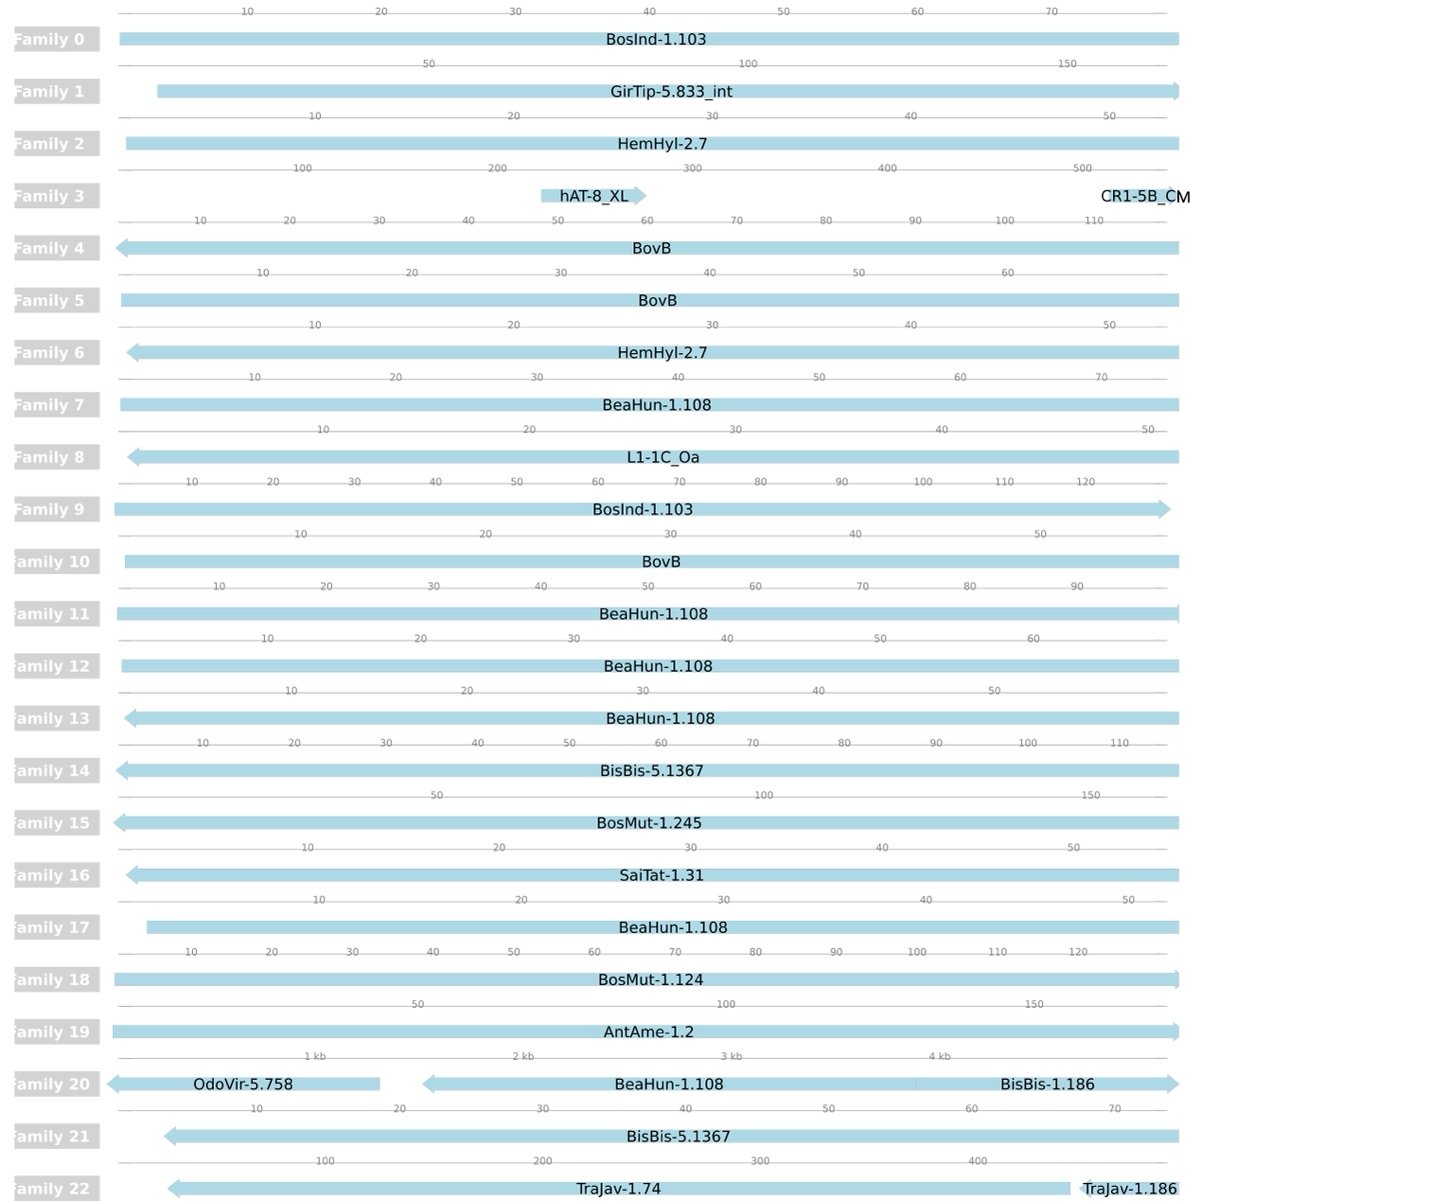 10 20 30 40 50 60 70
Family 0 BosInd-1.103
50 100 150
Family 1 GirTip-5.833_int
10 20 30 40 50
Family 2 HemHyl-2.7
100 200 300 400 500
Family 3 hAT-8_XL CR1-5B_CM
10 20 30 40 50 60 70 80 90 100 110
Family 4 BovB
10 20 30 40 50 60
Family 5 BovB
10 20 30 40 50
Family 6 HemHyl-2.7
10 20 30 40 50 60 70
Family 7 BeaHun-1.108
10 20 30 40 50
Family 8 L1-1C_Oa
10 20 30 40 50 60 70 80 90 100 110 120
Family 9 BosInd-1.103
10 20 30 40 50
Family 10 BovB
10 20 30 40 50 60 70 80 90
Family 11 BeaHun-1.108
10 20 30 40 50 60
Family 12 BeaHun-1.108
10 20 30 40 50
Family 13 BeaHun-1.108
10 20 30 40 50 60 70 80 90 100 110
Family 14 BisBis-5.1367
50 100 150
Family 15 BosMut-1.245
10 20 30 40 50
Family 16 SaiTat-1.31
10 20 30 40 50
Family 17 BeaHun-1.108
10 20 30 40 50 60 70 80 90 100 110 120
Family 18 BosMut-1.124
50 100 150
Family 19 AntAme-1.2
1 kb 2 kb 3 kb 4 kb
Family 20 OdoVir-5.758 BeaHun-1.108 BisBis-1.186
10 20 30 40 50 60 70
Family 21 BisBis-5.1367
100 200 300 400
Family 22 TraJav-1.74 TraJav-1.186